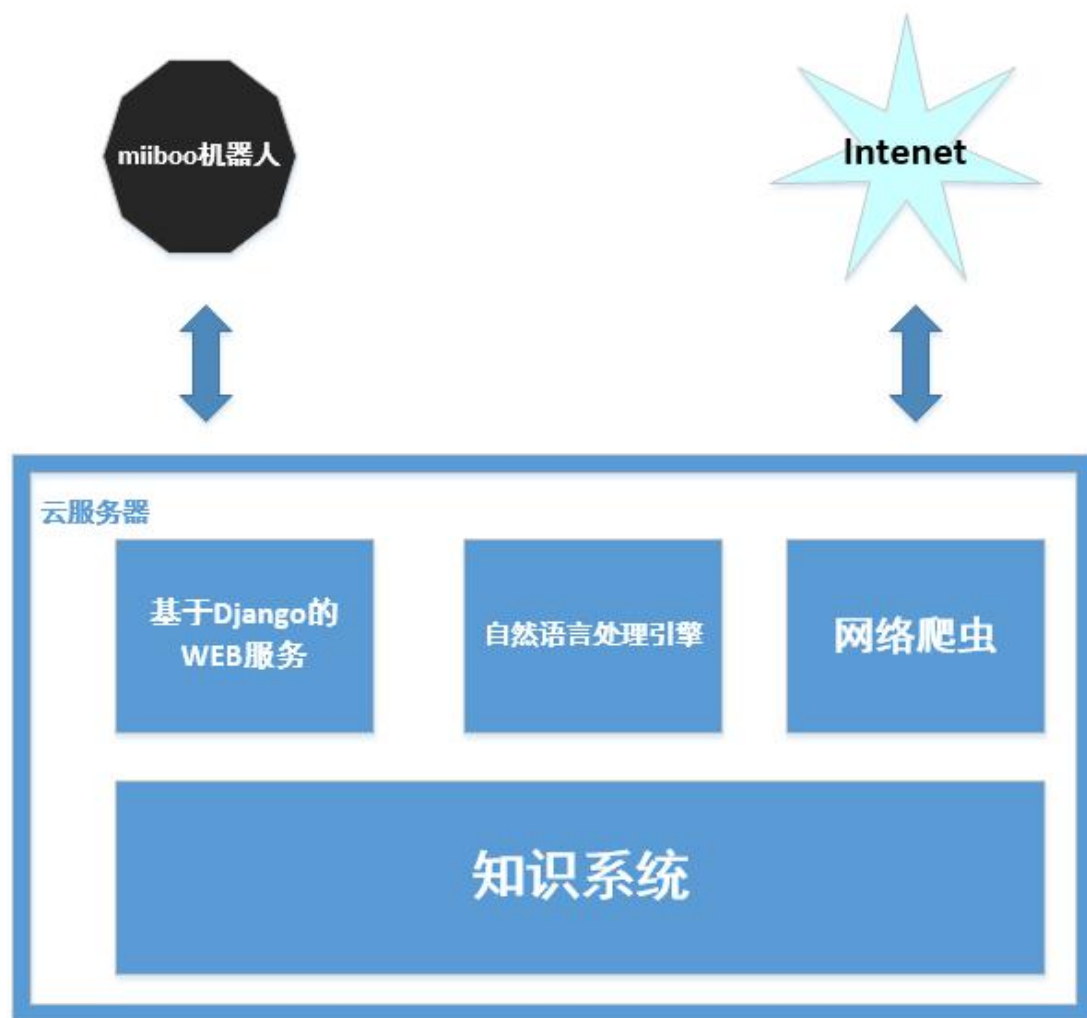 miiboo机器人
Intenet
云服务器
基于Django的
WEB服务
自然语言处理引擎
网络爬虫
知识系统